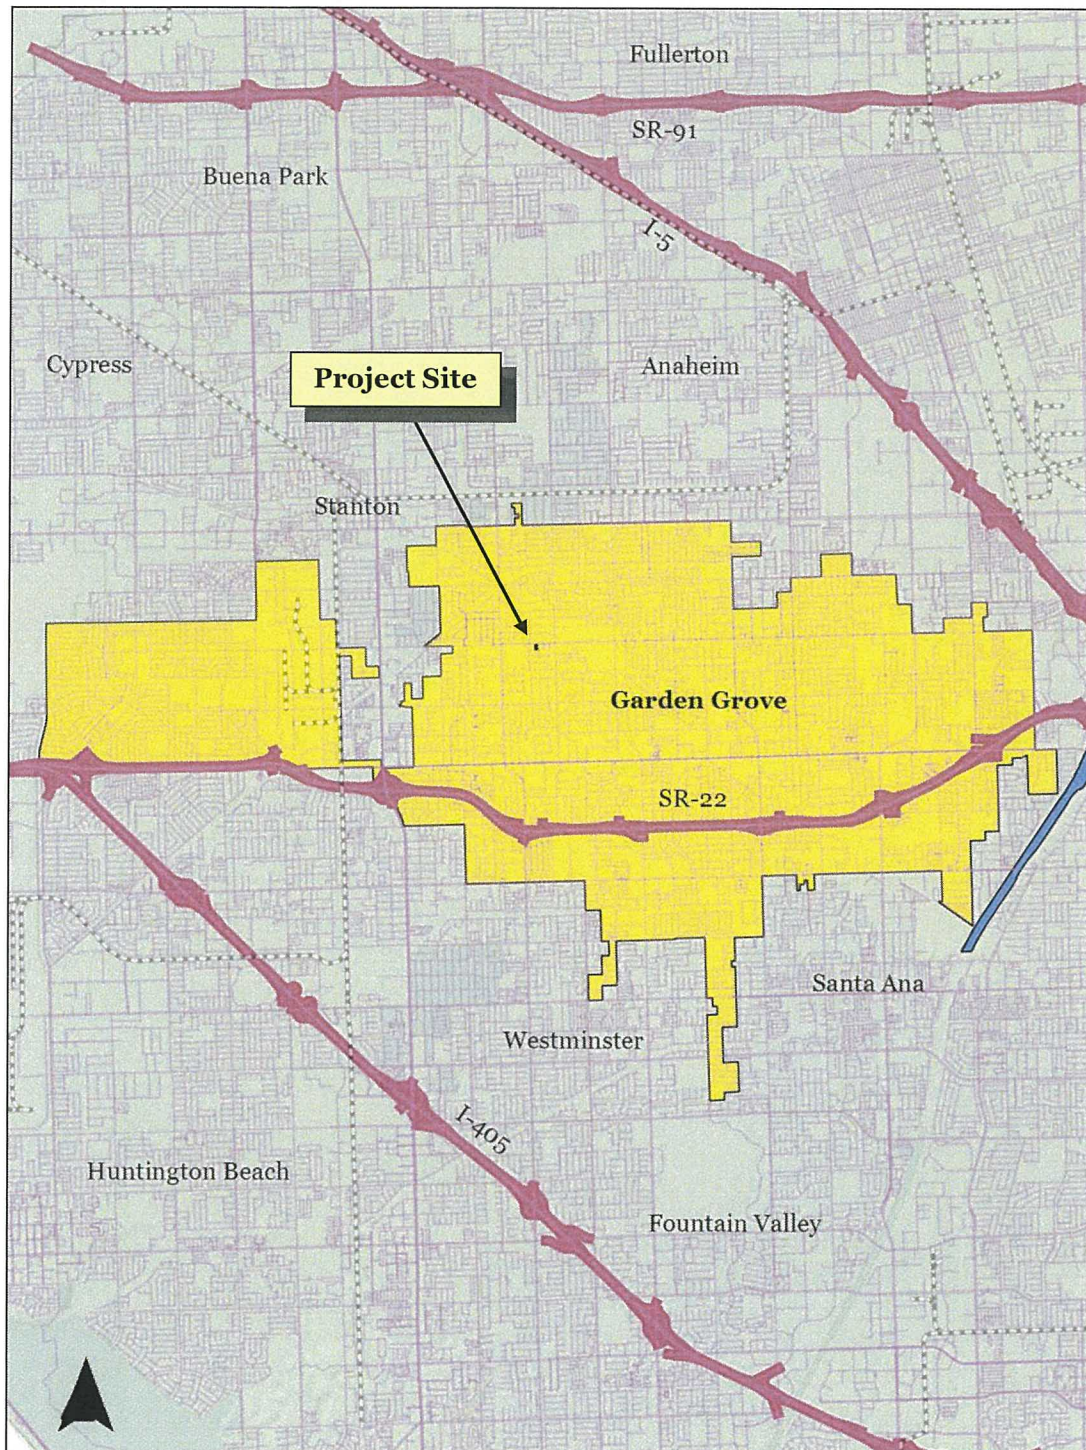 Fullerton
SR-91
Buena Park
I-5
Cypress
Anaheim
Project Site
Stanton
Garden Grove
SR-22
Santa Ana
Westminster
I-405
Huntington Beach
Fountain Valley